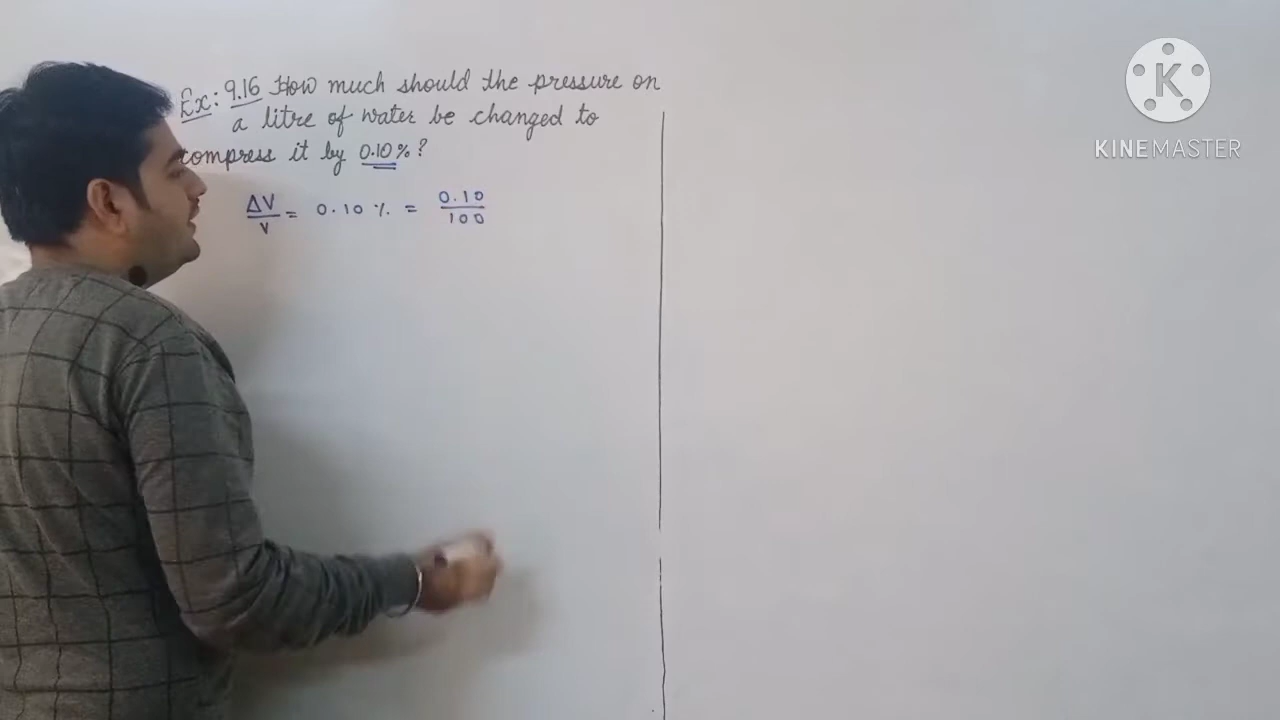 Ex: 9.16 How much should the pressure on
a litre of water be changed to
compress it by 0.10%?
ΔV/V = 0.10 % = 0.10/100
K
KINEMASTER